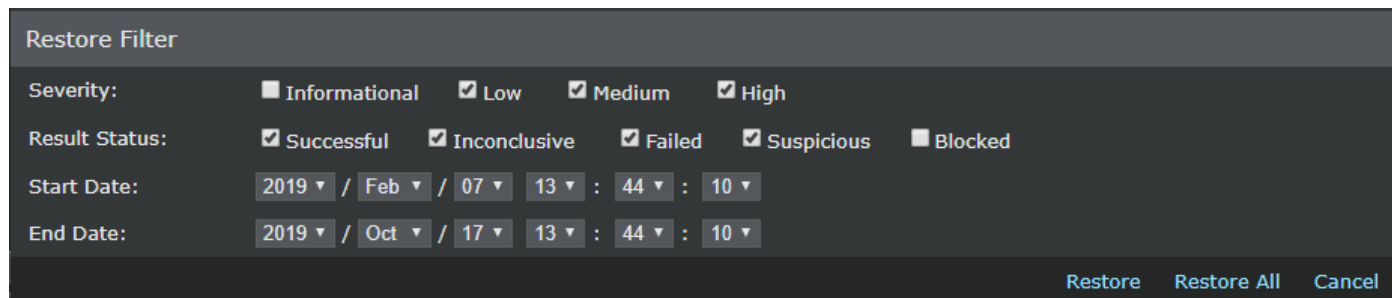 Restore Filter
Severity: Informational Low Medium High
Result Status: Successful Inconclusive Failed Suspicious Blocked
Start Date: 2019 / Feb / 07 13 : 44 : 10
End Date: 2019 / Oct / 17 13 : 44 : 10
Restore Restore All Cancel